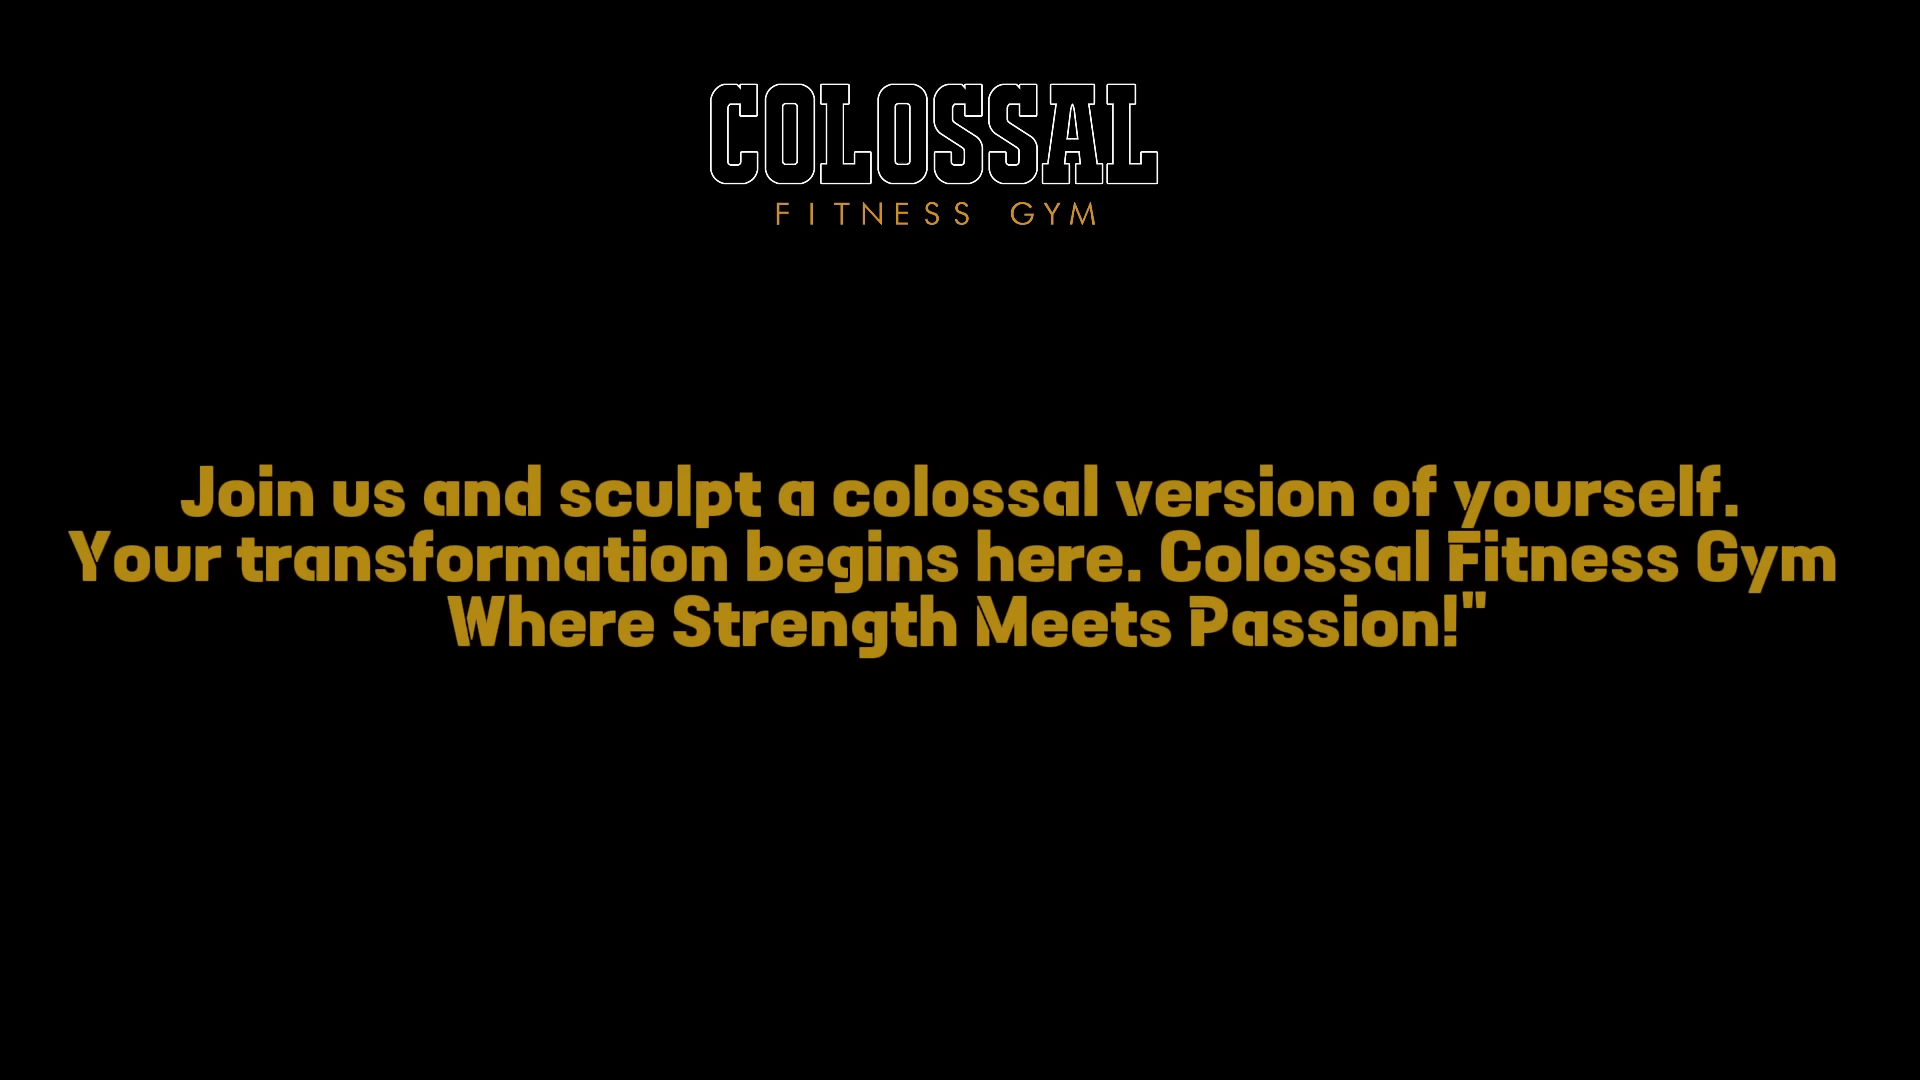 COLOSSAL
FITNESS GYM
Join us and sculpt a colossal version of yourself.
Your transformation begins here. Colossal Fitness Gym
Where Strength Meets Passion!"